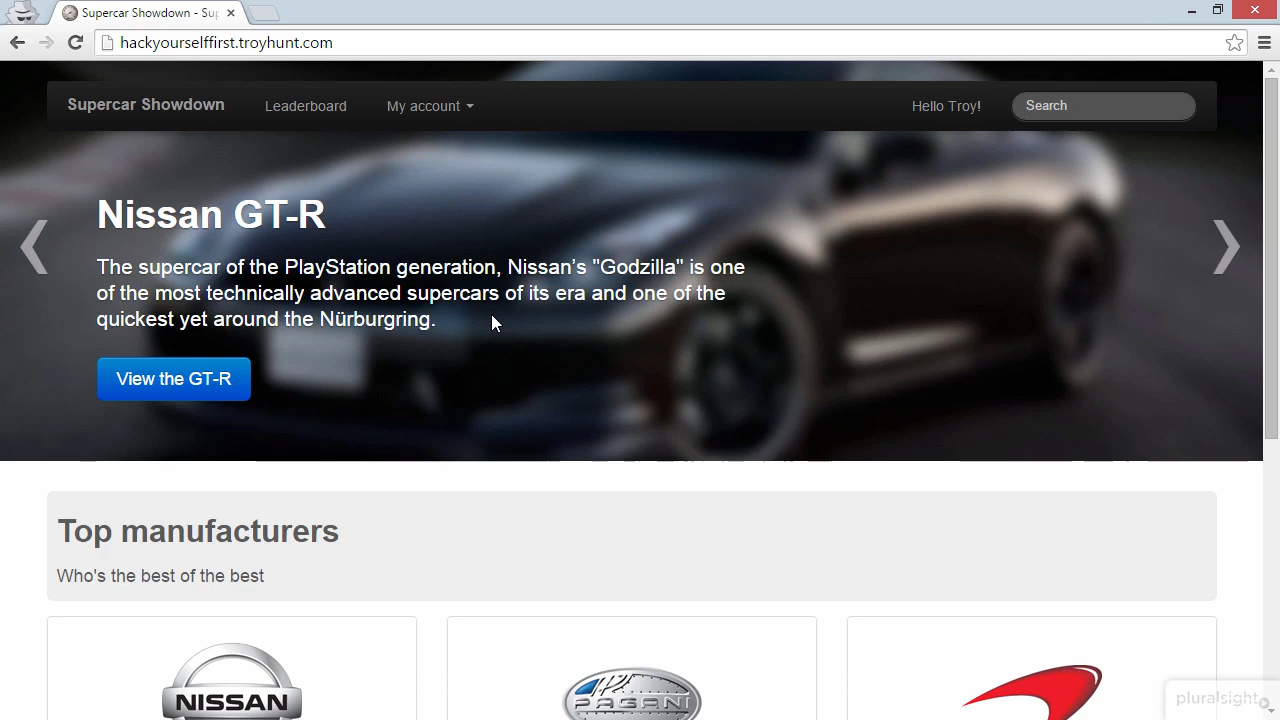 Supercar Showdown - Sup
hackyourselffirst.troyhunt.com
Supercar Showdown Leaderboard My account Hello Troy! Search
Nissan GT-R
The supercar of the PlayStation generation, Nissan's "Godzilla" is one
of the most technically advanced supercars of its era and one of the
quickest yet around the Nürburgring.
View the GT-R
Top manufacturers
Who's the best of the best
NISSAN
PAGANI
pluralsight